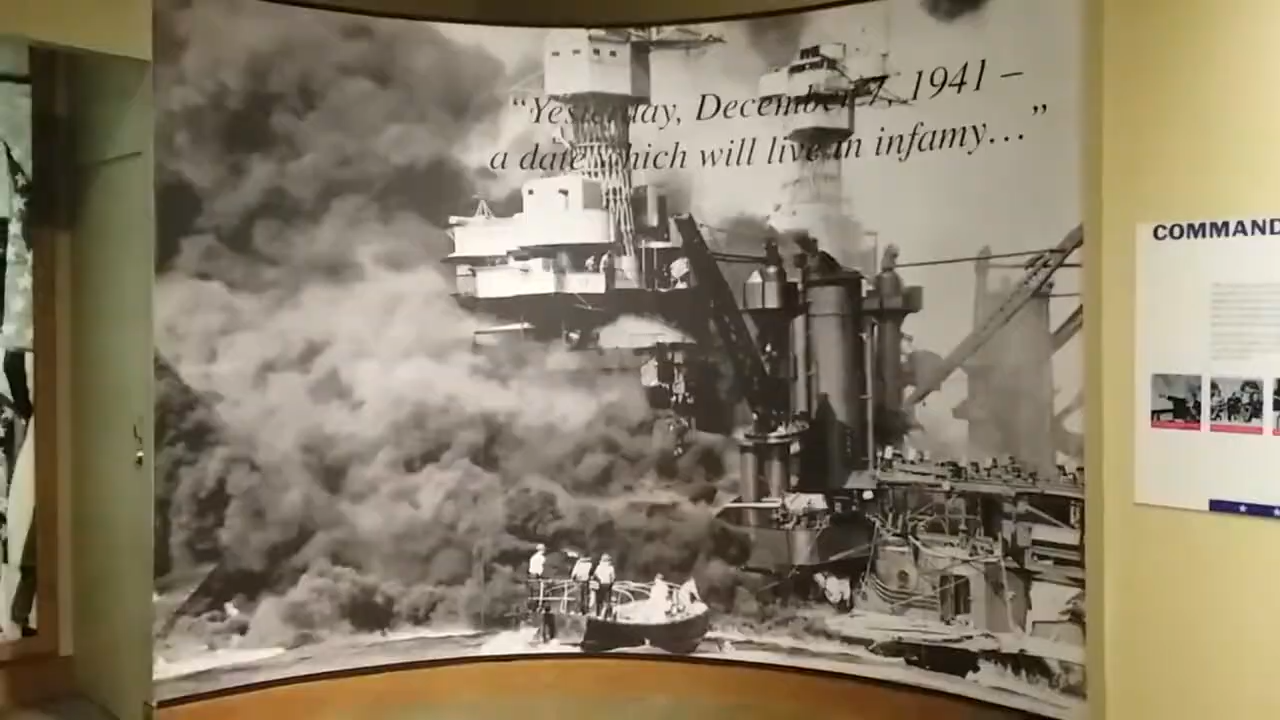 “Yesterday, December 7, 1941 –
a date which will live in infamy…”
COMMAND